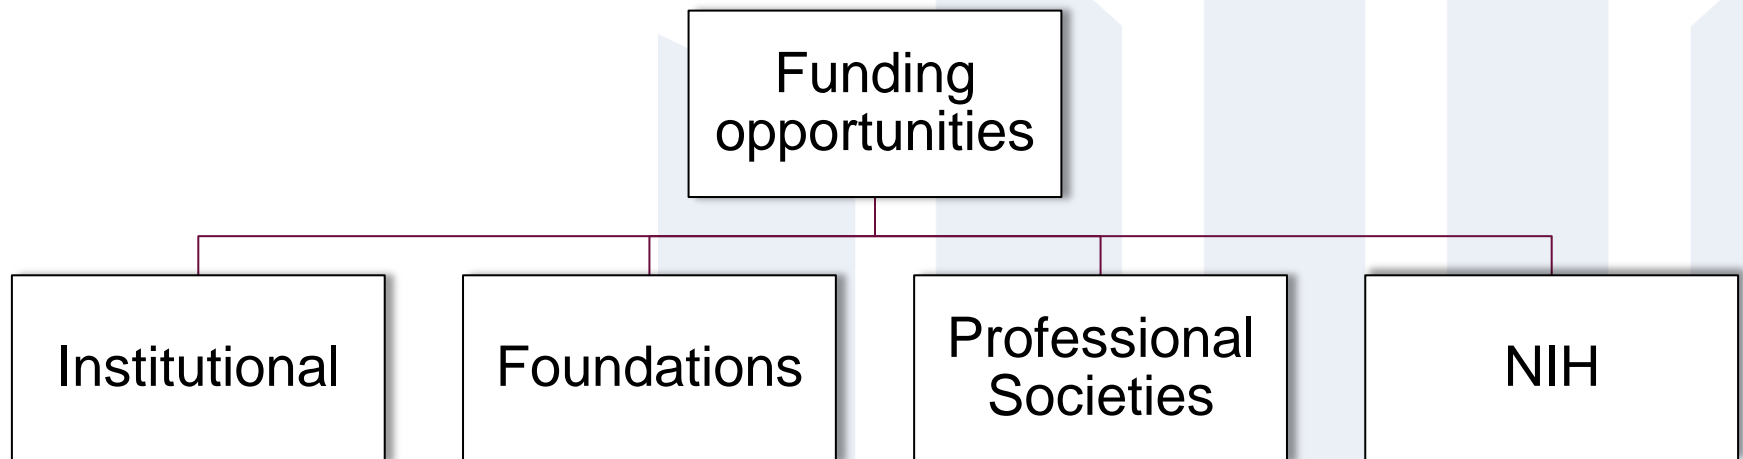 Funding
opportunities
Institutional
Foundations
Professional
Societies
NIH